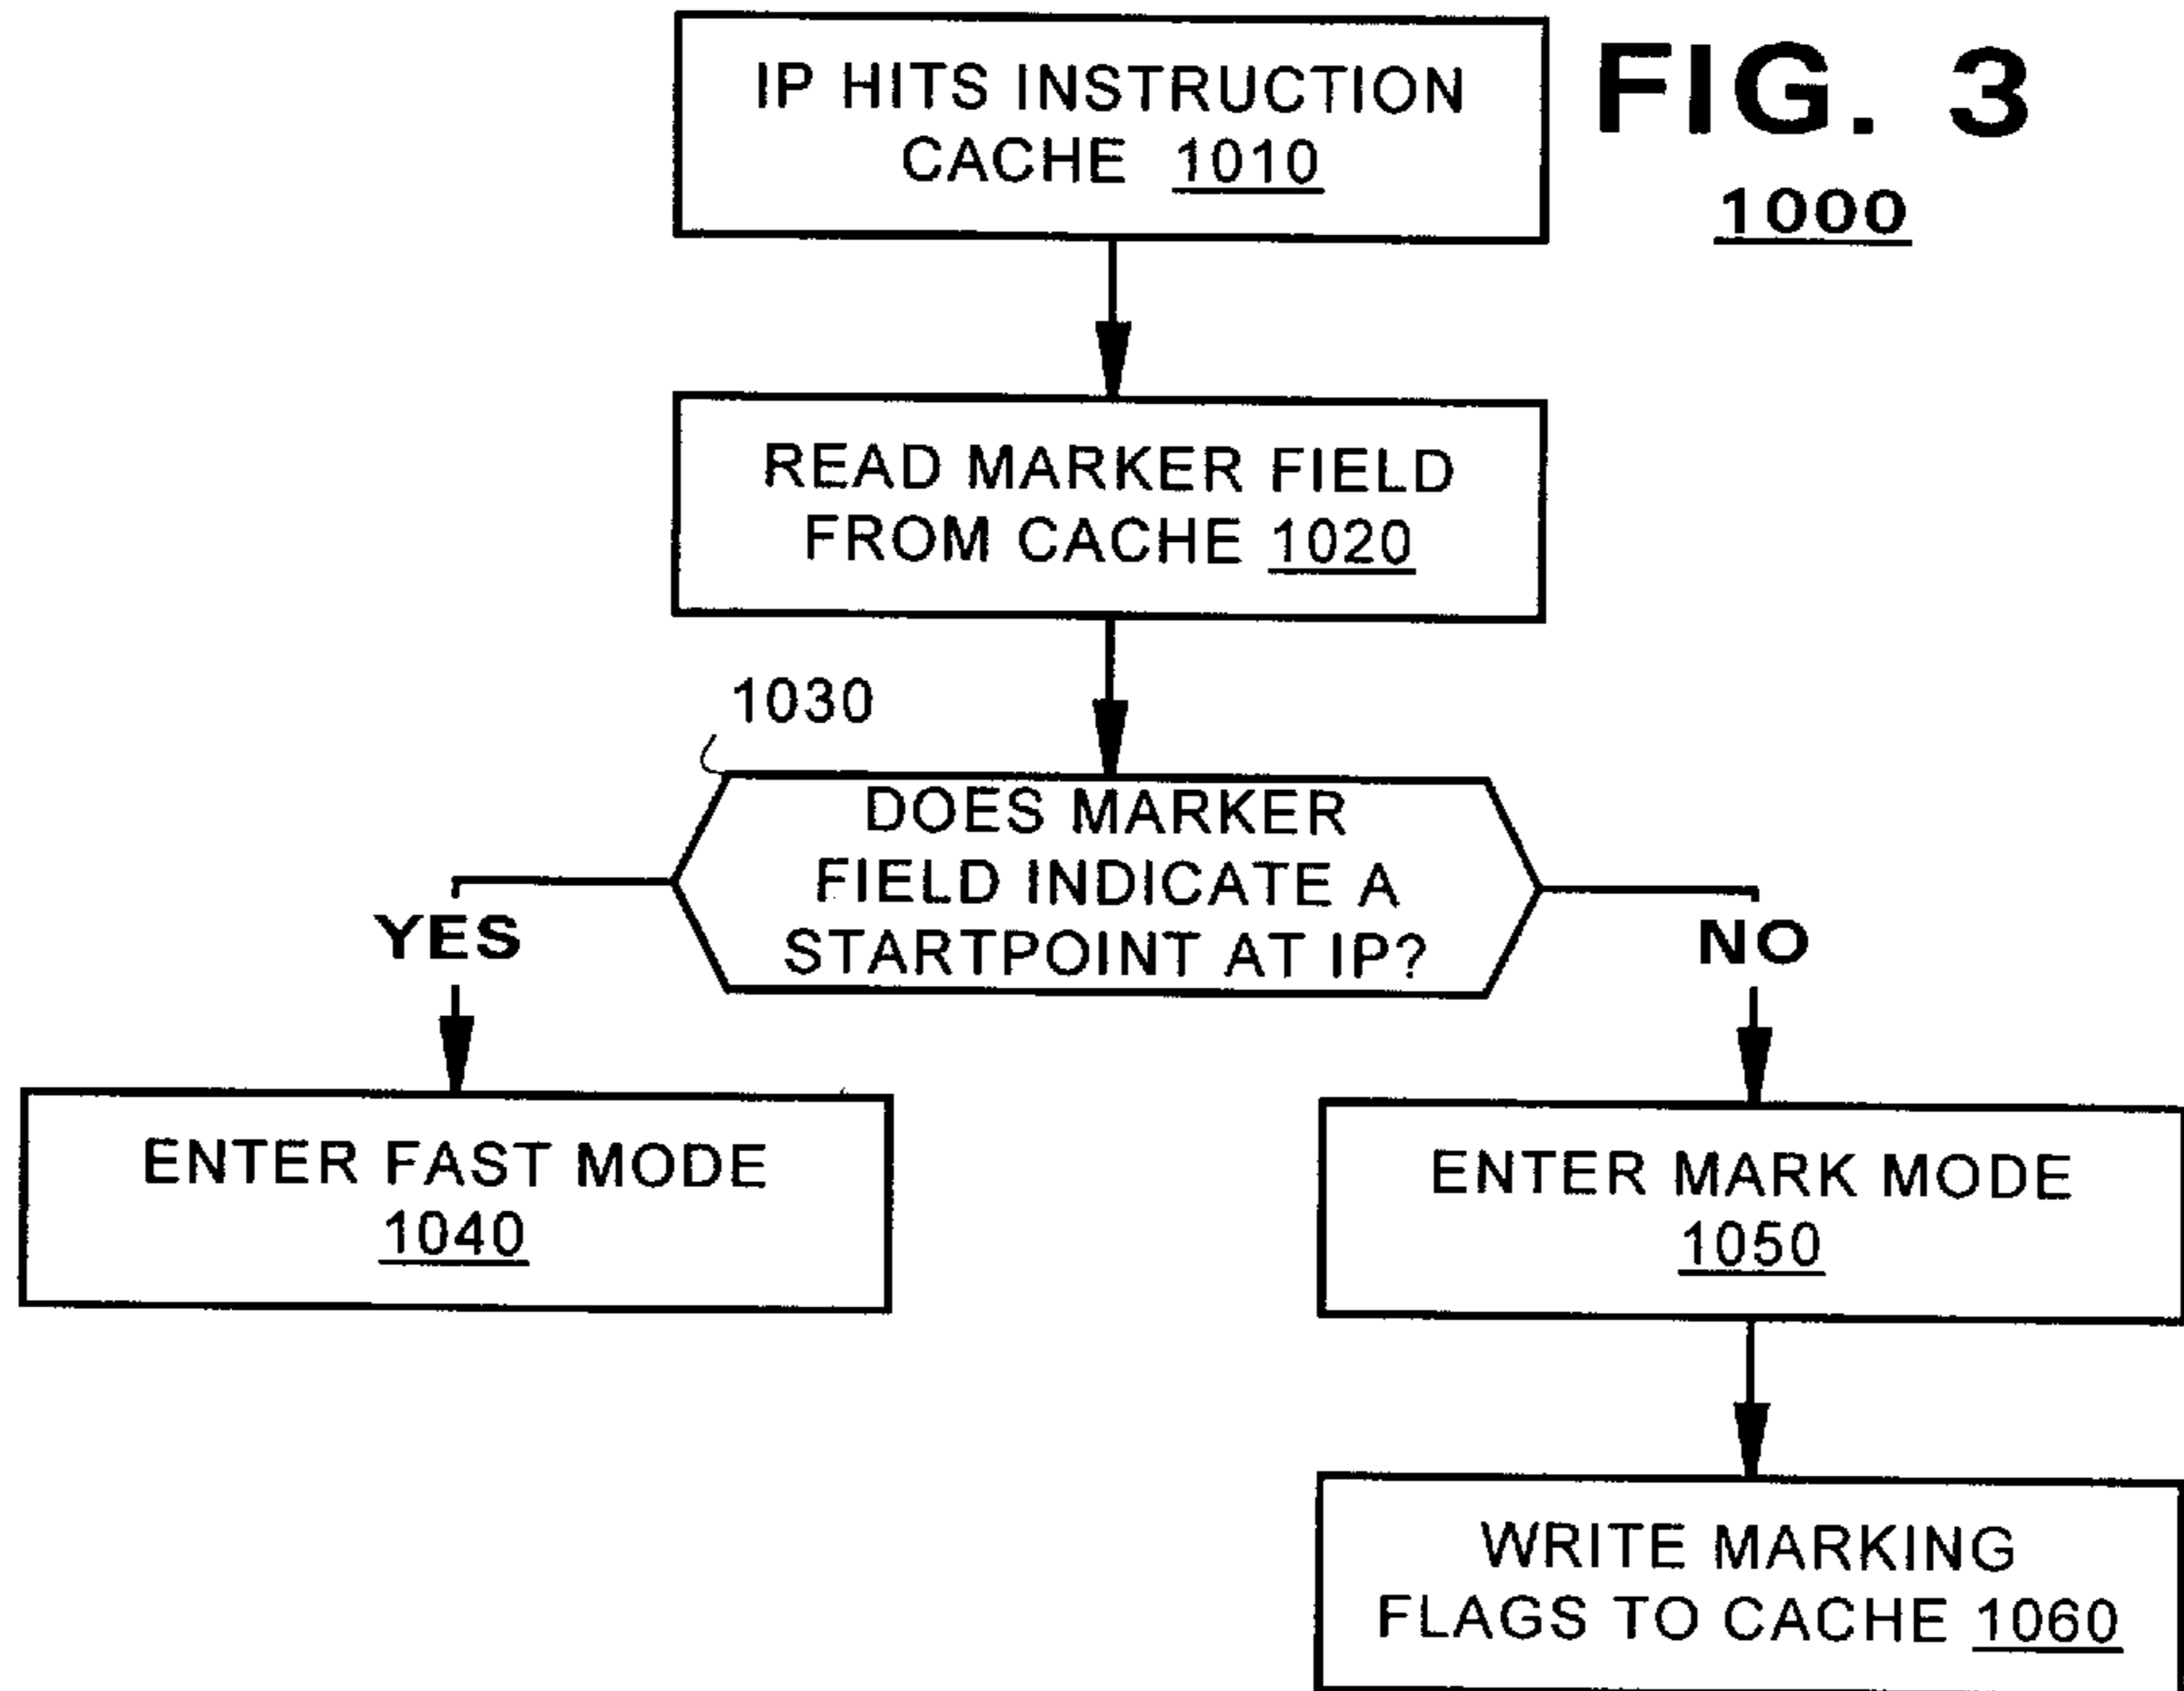 IP HITS INSTRUCTION
CACHE 1010
FIG. 3
1000
READ MARKER FIELD
FROM CACHE 1020
1030
DOES MARKER
FIELD INDICATE A
STARTPOINT AT IP?
YES
NO
ENTER FAST MODE
1040
ENTER MARK MODE
1050
WRITE MARKING
FLAGS TO CACHE 1060